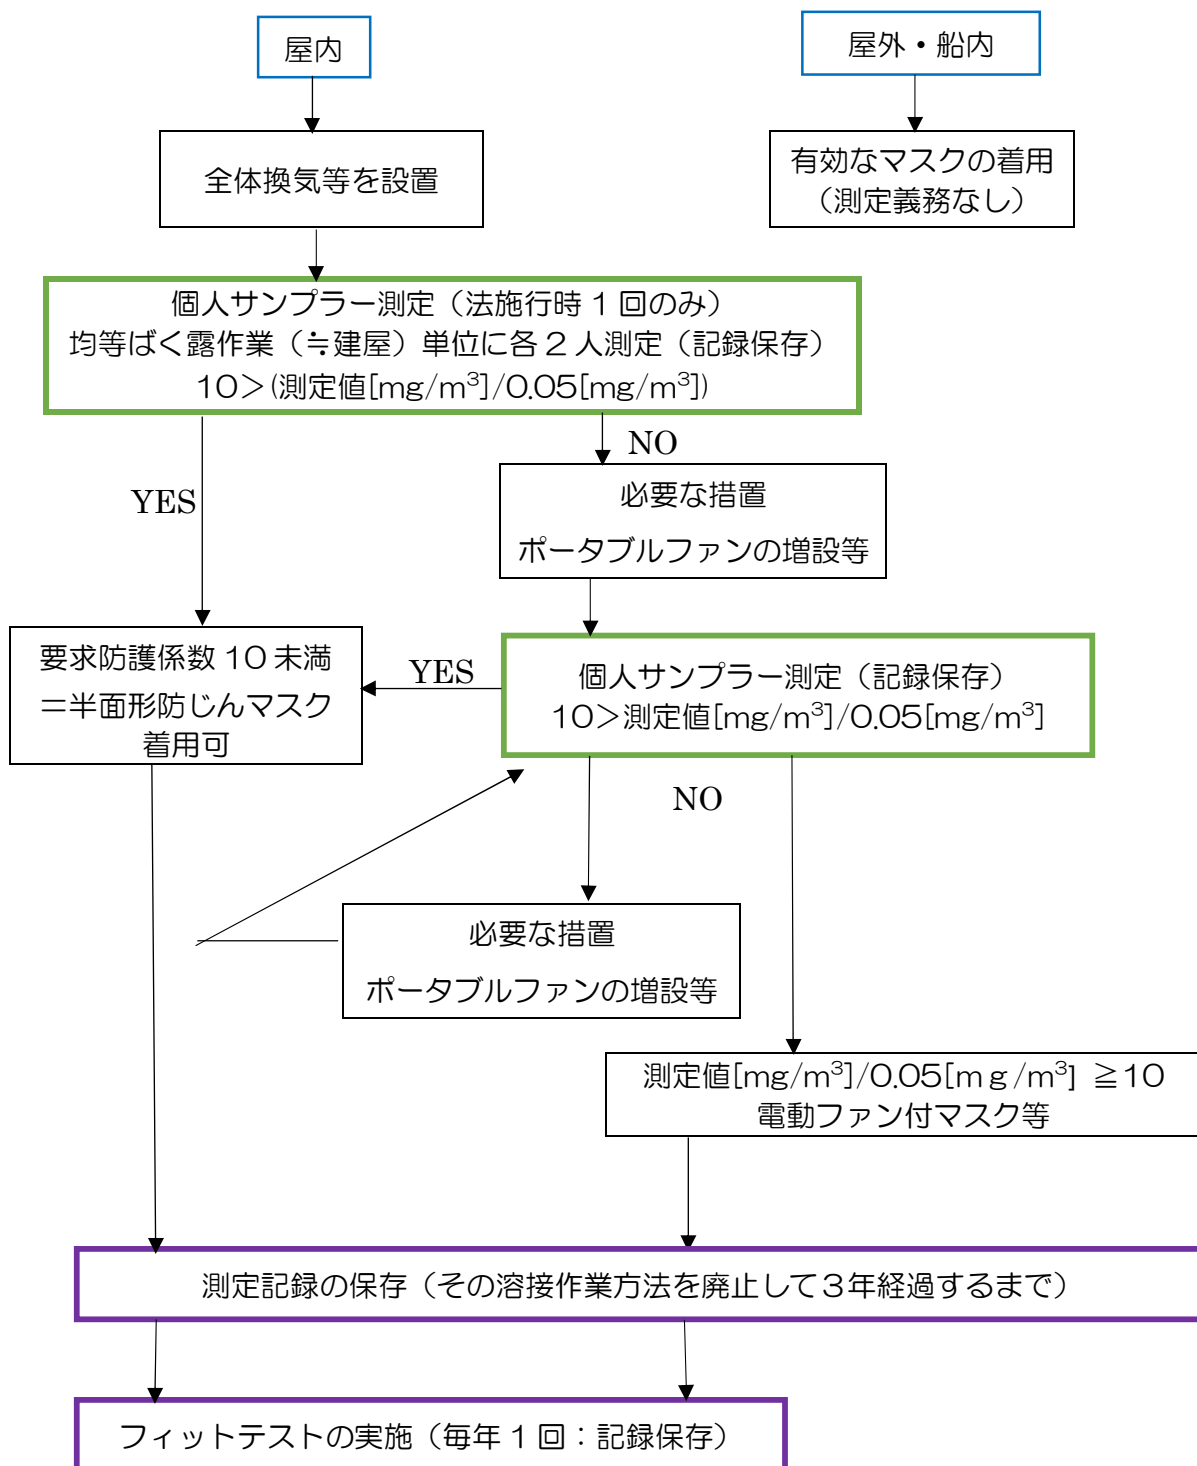 屋内
屋外・船内
全体換気等を設置
有効なマスクの着用
（測定義務なし）
個人サンプラー測定（法施行時１回のみ）
均等ばく露作業（≒建屋）単位に各２人測定（記録保存）
10＞(測定値[mg/m³]/0.05[mg/m³])
NO
YES
必要な措置
ポータブルファンの増設等
要求防護係数 10 未満
＝半面形防じんマスク
着用可
YES
個人サンプラー測定（記録保存）
10＞測定値[mg/m³]/0.05[mg/m³]
NO
必要な措置
ポータブルファンの増設等
測定値[mg/m³]/0.05[mｇ/m³] ≧10
電動ファン付マスク等
測定記録の保存（その溶接作業方法を廃止して３年経過するまで）
フィットテストの実施（毎年１回：記録保存）